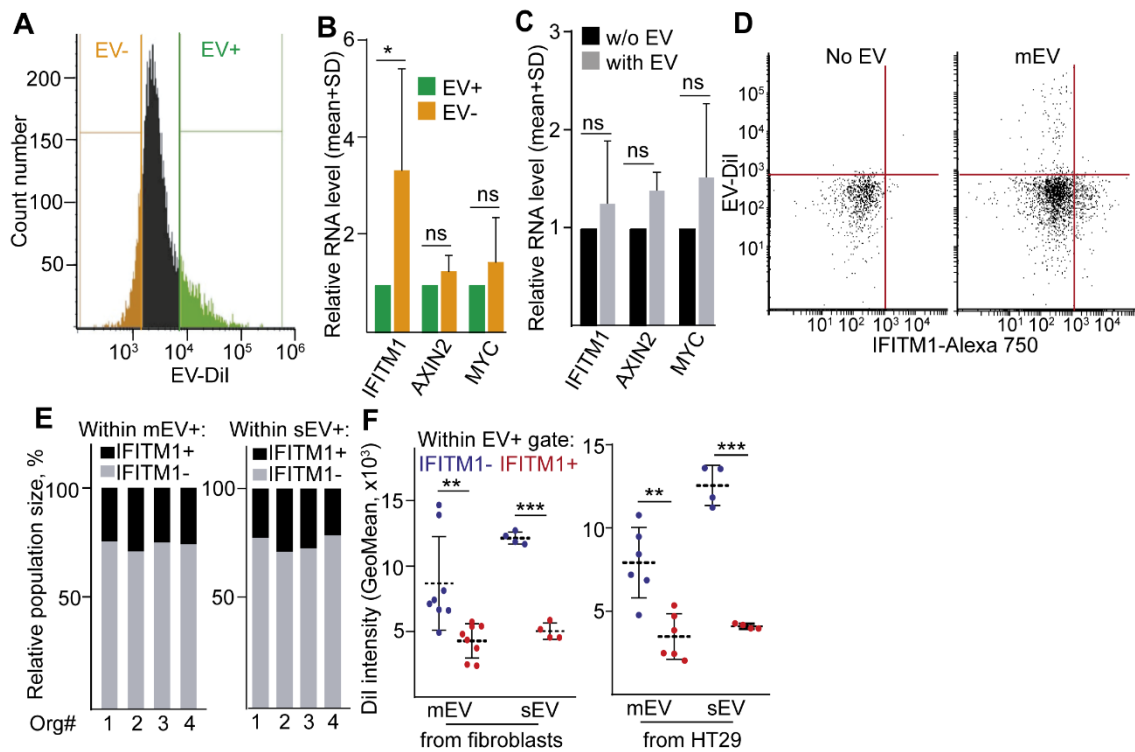 A
EV-
EV+
200
150
100
50
Count number
10³ 10⁴ 10⁵ 10⁶
EV-DiI
B
6
4
2
Relative RNA level (mean+SD)
*
EV+
EV-
ns
ns
IFITM1
AXIN2
MYC
C
3
2
1
Relative RNA level (mean+SD)
w/o EV
with EV
ns
ns
ns
IFITM1
AXIN2
MYC
D
No EV
mEV
10⁵
10⁴
10³
10²
10¹
EV-DiI
10¹ 10² 10³ 10⁴
10¹ 10² 10³ 10⁴
IFITM1-Alexa 750
E
Within mEV+:
IFITM1+
IFITM1-
Within sEV+:
IFITM1+
IFITM1-
Relative population size, %
100
50
100
50
Org#
1 2 3 4
1 2 3 4
F
Within EV+ gate:
IFITM1- IFITM1+
DiI intensity (GeoMean, x10³)
15
10
5
**
***
mEV sEV
from fibroblasts
15
10
5
**
***
mEV sEV
from HT29